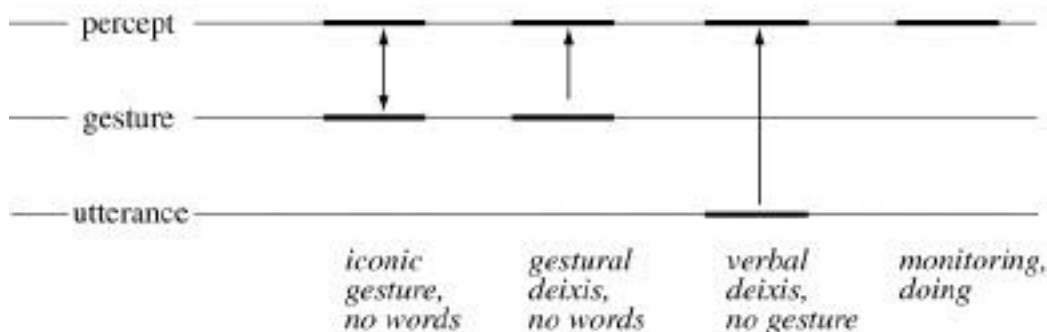 percept
gesture
utterance
iconic gesture, no words
gestural deixis, no words
verbal deixis, no gesture
monitoring, doing